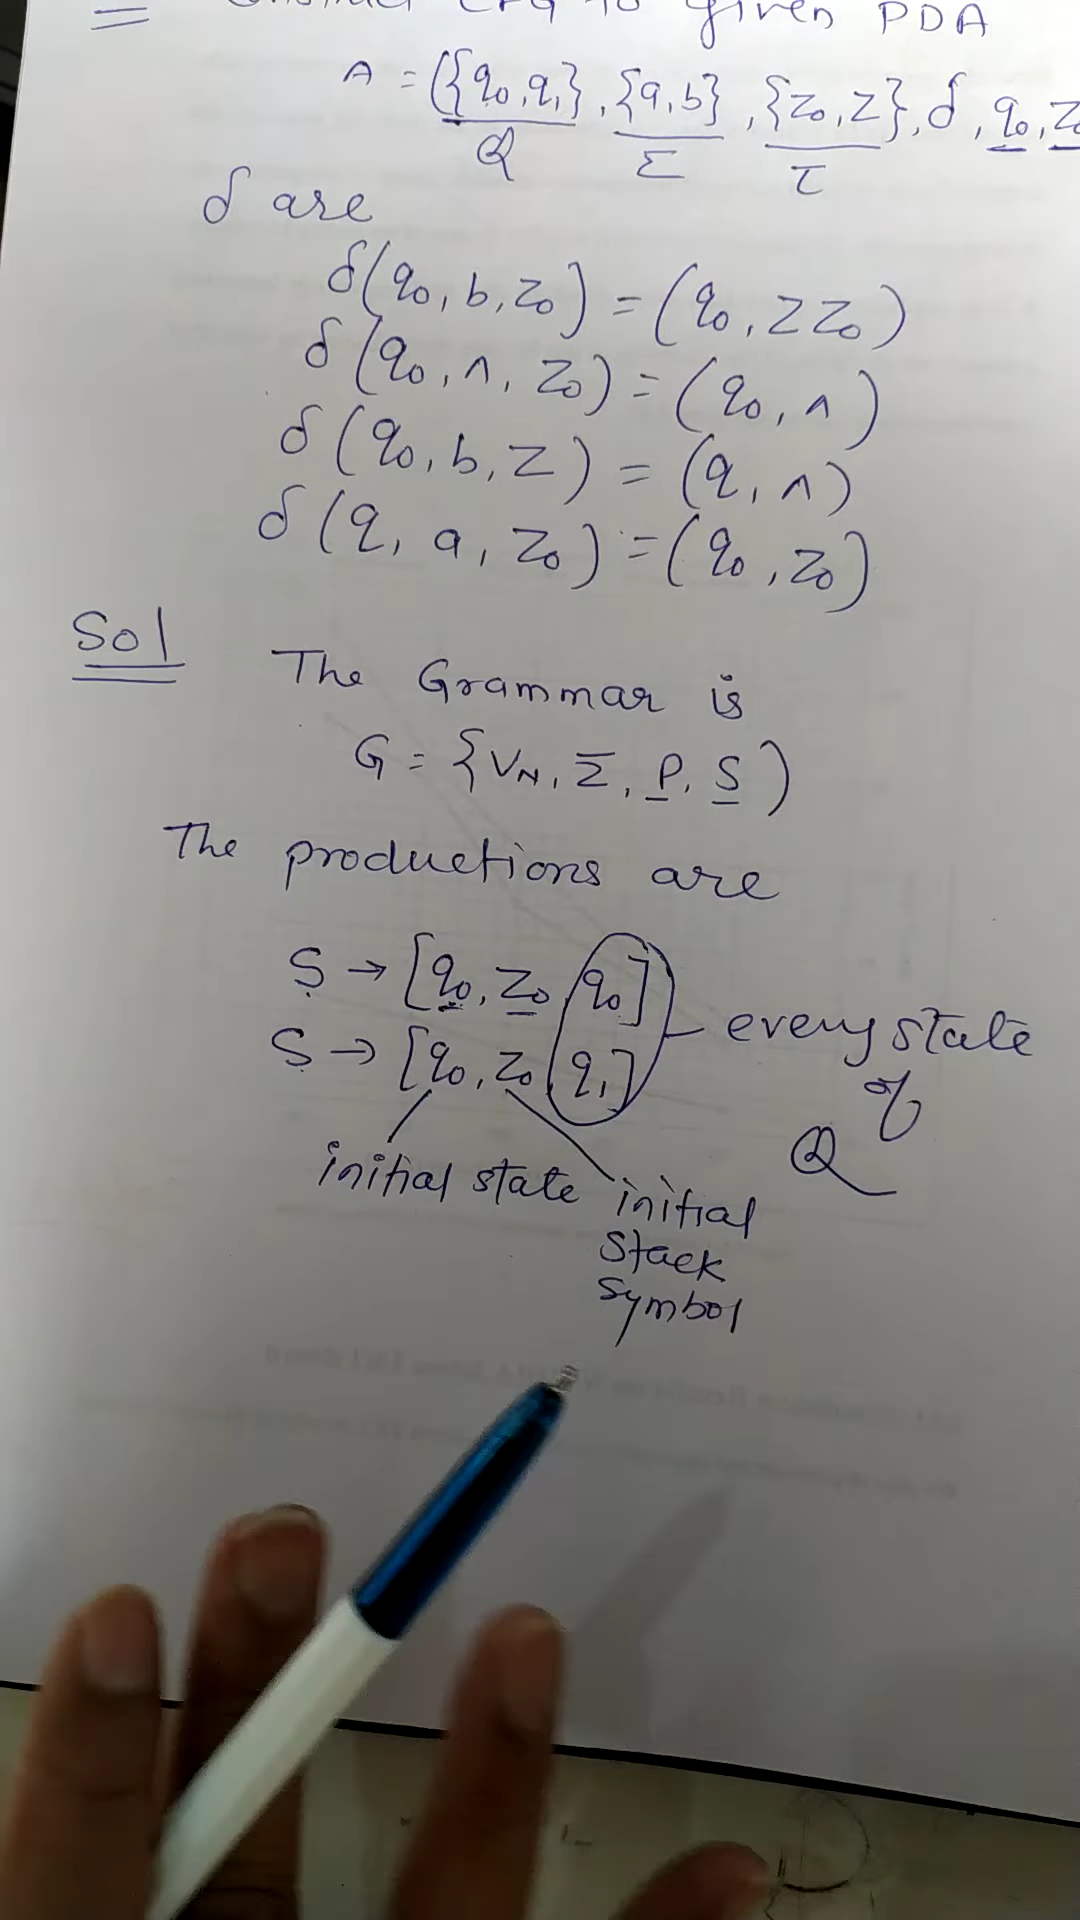 given PDA
A = ({q0, q1}, {a, b}, {z0, z}, δ, q0, z0
Q Σ τ
δ are
δ(q0, b, z0) = (q0, zz0)
δ(q0, ʌ, z0) = (q0, ʌ)
δ(q0, b, z) = (q, ʌ)
δ(q, a, z0) = (q0, z0)
Sol The Grammar is
G = {VN, Σ, P, S)
The productions are
S → [q0, z0, q0]
S → [q0, z0, q1]
every state
of
Q
initial state
initial
stack
symbol